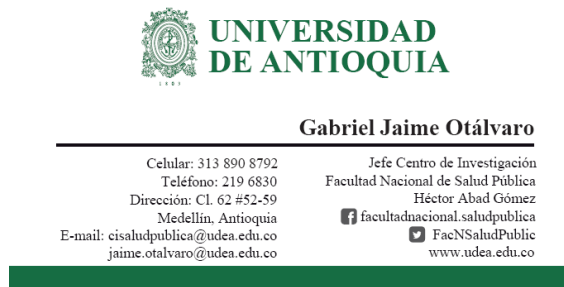 UNIVERSIDAD
DE ANTIOQUIA
1803
Gabriel Jaime Otálvaro
Celular: 313 890 8792
Teléfono: 219 6830
Dirección: Cl. 62 #52-59
Medellín, Antioquia
E-mail: cisaludpublica@udea.edu.co
jaime.otalvaro@udea.edu.co
Jefe Centro de Investigación
Facultad Nacional de Salud Pública
Héctor Abad Gómez
facultadnacional.saludpublica
FacNSaludPublic
www.udea.edu.co